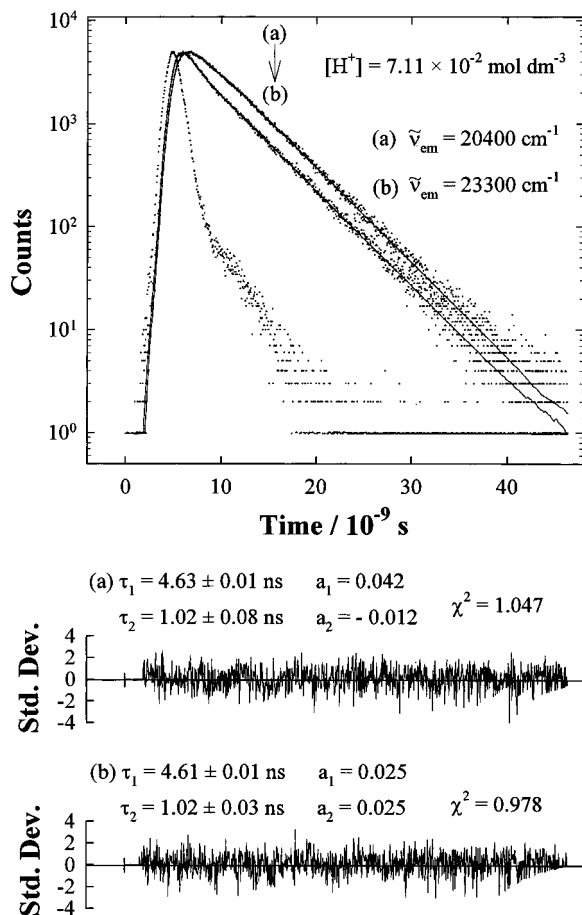 10⁵
(a)
[H⁺] = 7.11 × 10⁻² mol dm⁻³
10⁴
(b)
(a) ν̃em = 20400 cm⁻¹
10³
(b) ν̃em = 23300 cm⁻¹
10²
10¹
10⁰
Counts
0 10 20 30 40
Time / 10⁻⁹ s
(a) τ₁ = 4.63 ± 0.01 ns a₁ = 0.042
τ₂ = 1.02 ± 0.08 ns a₂ = - 0.012 χ² = 1.047
4
2
0
-2
-4
Std. Dev.
(b) τ₁ = 4.61 ± 0.01 ns a₁ = 0.025
τ₂ = 1.02 ± 0.03 ns a₂ = 0.025 χ² = 0.978
4
2
0
-2
-4
Std. Dev.